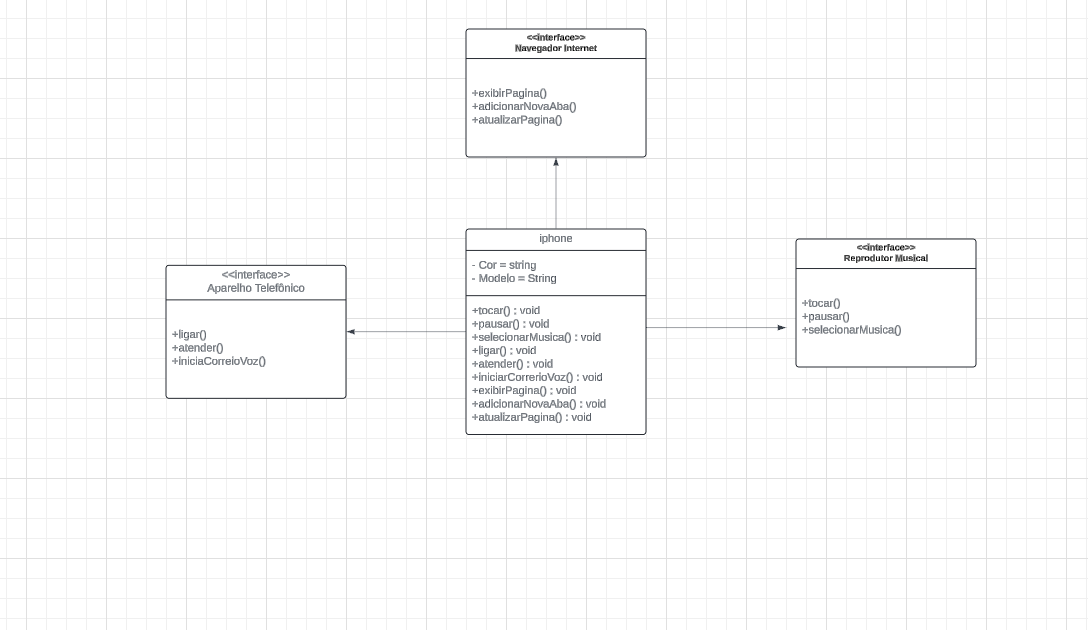 <<interface>>
Navegador Internet
+exibirPagina()
+adicionarNovaAba()
+atualizarPagina()
iphone
- Cor = string
- Modelo = String
+tocar() : void
+pausar() : void
+selecionarMusica() : void
+ligar() : void
+atender() : void
+iniciarCorrerioVoz() : void
+exibirPagina() : void
+adicionarNovaAba() : void
+atualizarPagina() : void
<<interface>>
Aparelho Telefônico
+ligar()
+atender()
+iniciaCorreioVoz()
<<interface>>
Reprodutor Musical
+tocar()
+pausar()
+selecionarMusica()